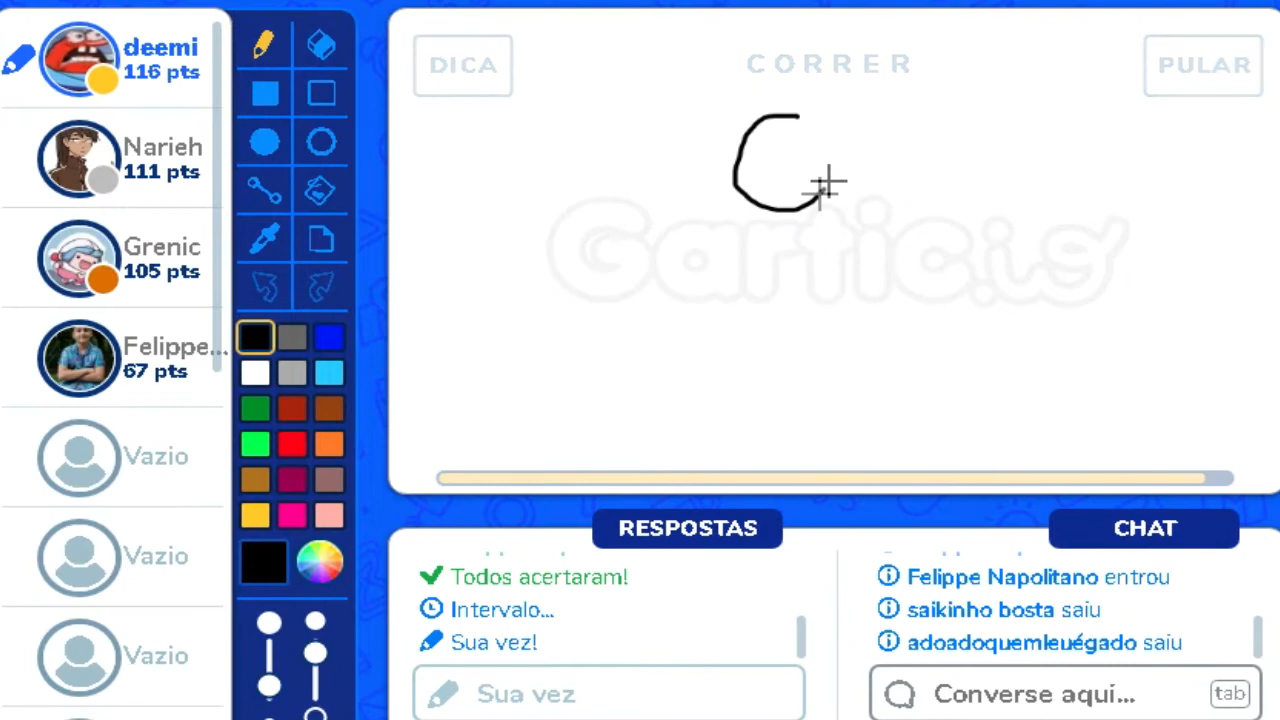 deemi
116 pts
Narieh
111 pts
Grenic
105 pts
Felippe...
67 pts
Vazio
Vazio
Vazio
DICA
CORRER
PULAR
Gartic.io
RESPOSTAS
Todos acertaram!
Intervalo...
Sua vez!
Sua vez
CHAT
Felippe Napolitano entrou
saikinho bosta saiu
adoadoquemleuégado saiu
Converse aquí...
tab